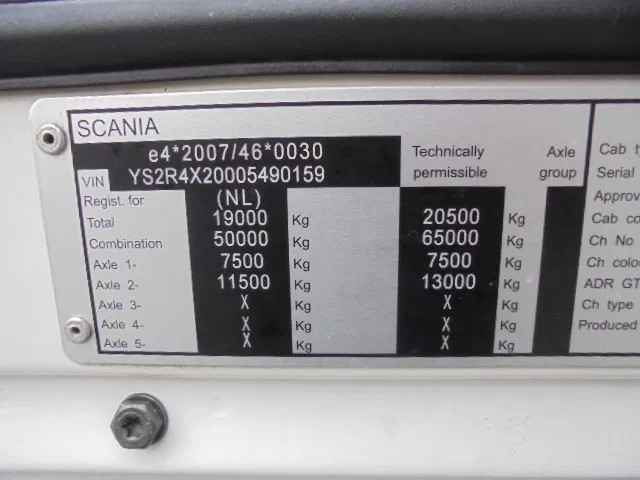 SCANIA
e4*2007/46*0030 Technically Axle Cab t
VIN YS2R4X20005490159 permissible group Serial
Regist. for (NL) Approv
Total 19000 Kg 20500 Kg Cab co
Combination 50000 Kg 65000 Kg Ch No
Axle 1- 7500 Kg 7500 Kg Ch colou
Axle 2- 11500 Kg 13000 Kg ADR GT
Axle 3- X Kg X Kg Ch type
Axle 4- X Kg X Kg Produced
Axle 5- X Kg X Kg